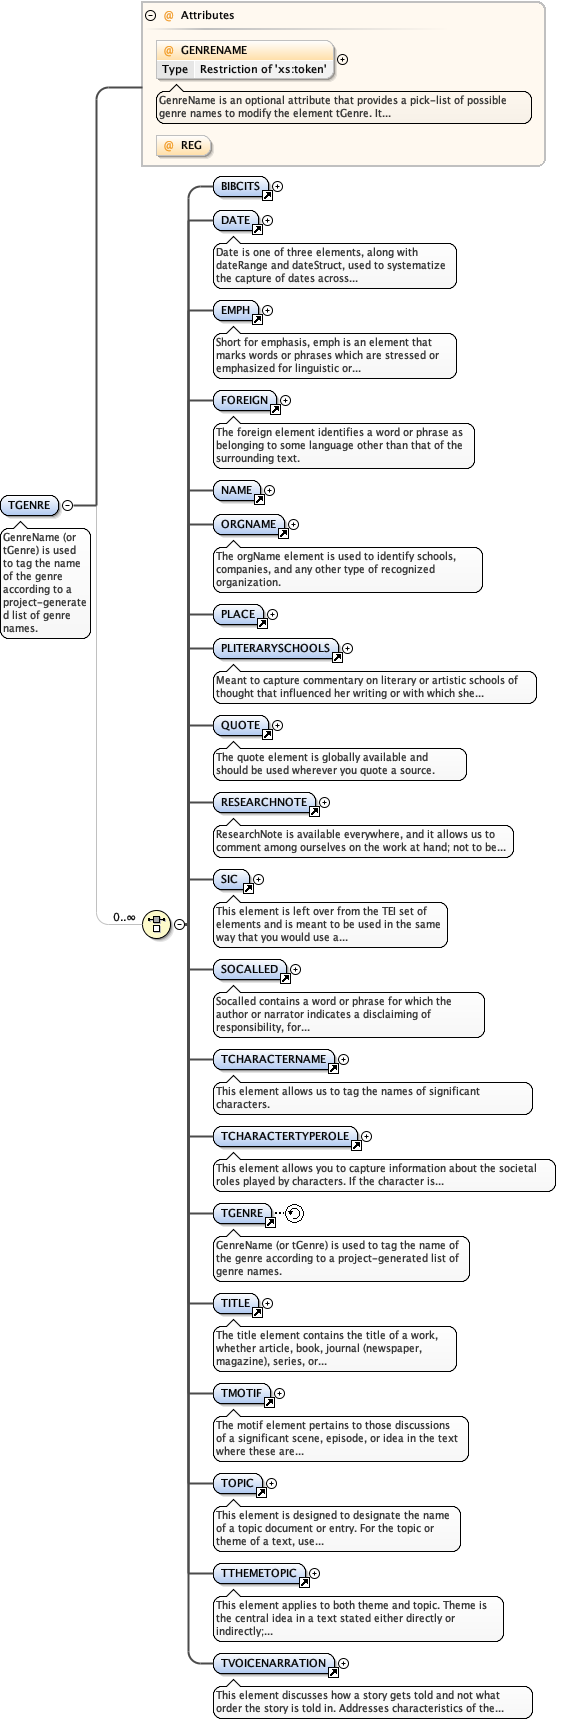 Attributes
@ GENRENAME
Type Restriction of 'xs:token'
GenreName is an optional attribute that provides a pick-list of possible
genre names to modify the element tGenre. It...
@ REG
BIBCITS
DATE
Date is one of three elements, along with
dateRange and dateStruct, used to systematize
the capture of dates across...
EMPH
Short for emphasis, emph is an element that
marks words or phrases which are stressed or
emphasized for linguistic or...
FOREIGN
The foreign element identifies a word or phrase as
belonging to some language other than that of the
surrounding text.
NAME
TGENRE
GenreName (or
tGenre) is used
to tag the name
of the genre
according to a
project-generate
d list of genre
names.
ORGNAME
The orgName element is used to identify schools,
companies, and any other type of recognized
organization.
PLACE
PLITERARYSCHOOLS
Meant to capture commentary on literary or artistic schools of
thought that influenced her writing or with which she...
QUOTE
The quote element is globally available and
should be used wherever you quote a source.
RESEARCHNOTE
ResearchNote is available everywhere, and it allows us to
comment among ourselves on the work at hand; not to be...
SIC
0..∞
This element is left over from the TEI set of
elements and is meant to be used in the same
way that you would use a...
SOCALLED
Socalled contains a word or phrase for which the
author or narrator indicates a disclaiming of
responsibility, for...
TCHARACTERNAME
This element allows us to tag the names of significant
characters.
TCHARACTERTYPEROLE
This element allows you to capture information about the societal
roles played by characters. If the character is...
TGENRE
GenreName (or tGenre) is used to tag the name of
the genre according to a project-generated list of
genre names.
TITLE
The title element contains the title of a work,
whether article, book, journal (newspaper,
magazine), series, or...
TMOTIF
The motif element pertains to those discussions
of a significant scene, episode, or idea in the text
where these are...
TOPIC
This element is designed to designate the name
of a topic document or entry. For the topic or
theme of a text, use...
TTHEMETOPIC
This element applies to both theme and topic. Theme is
the central idea in a text stated either directly or
indirectly;...
TVOICENARRATION
This element discusses how a story gets told and not what
order the story is told in. Addresses characteristics of the...